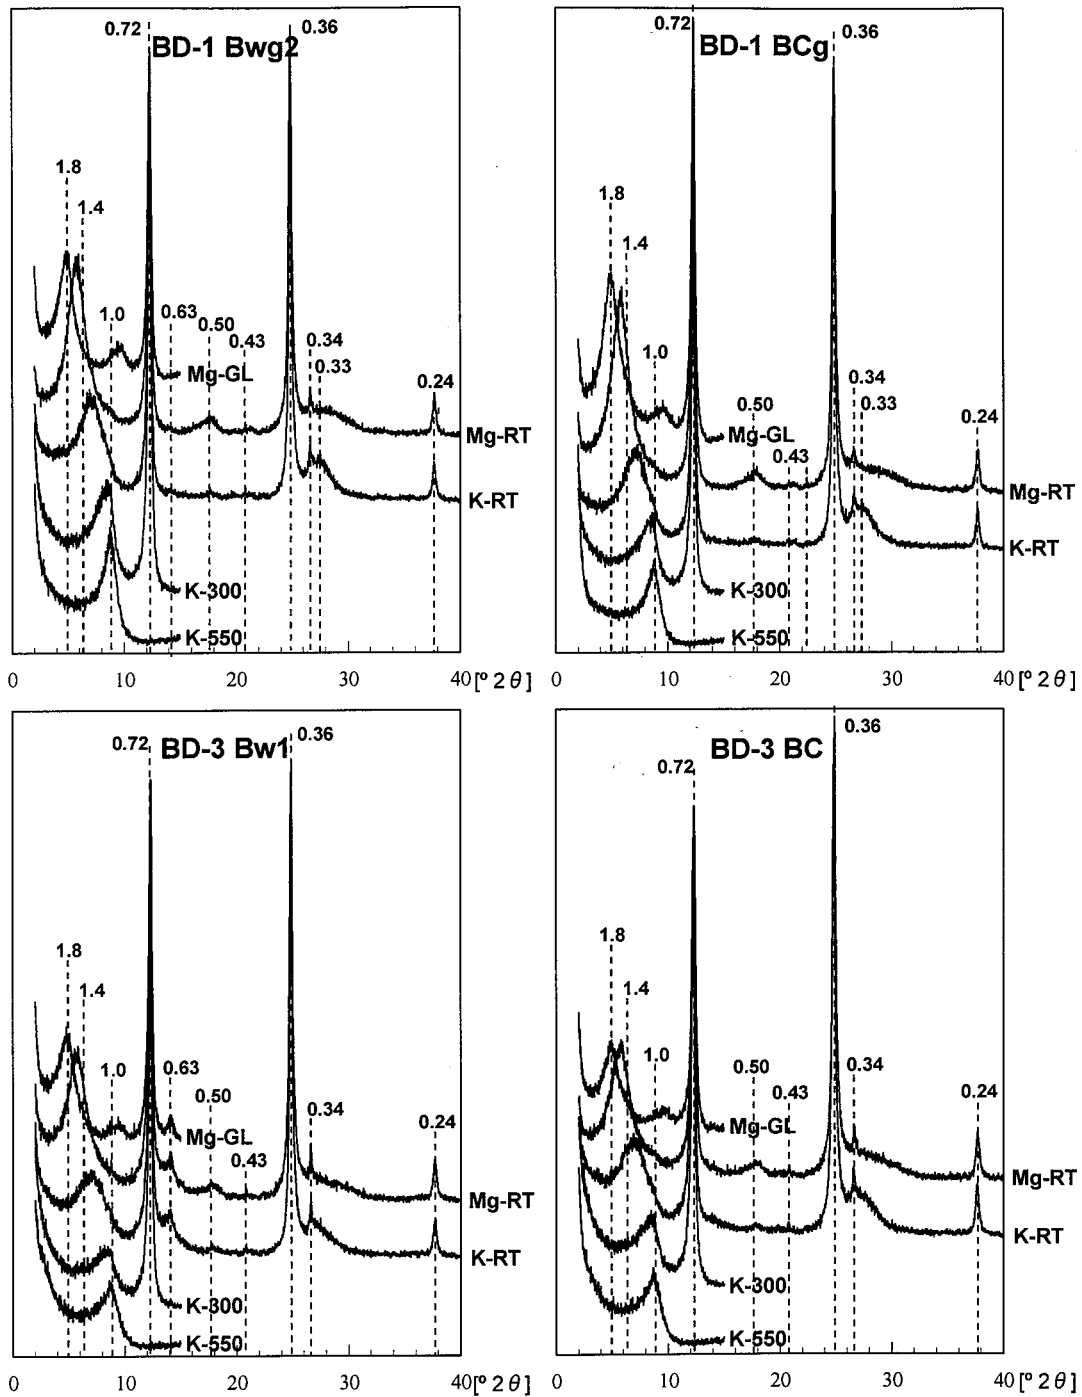 0.72
0.36
BD-1 Bwg2
1.8
1.4
1.0
0.63
0.50
0.43
0.34
0.33
0.24
Mg-GL
Mg-RT
K-RT
K-300
K-550
0 10 20 30 40 [° 2 θ ]
0.72
0.36
BD-1 BCg
1.8
1.4
1.0
0.50
0.43
0.34
0.33
0.24
Mg-GL
Mg-RT
K-RT
K-300
K-550
0 10 20 30 40 [° 2 θ ]
0.72
0.36
BD-3 Bw1
1.8
1.4
1.0
0.63
0.50
0.43
0.34
0.24
Mg-GL
Mg-RT
K-RT
K-300
K-550
0 10 20 30 40 [° 2 θ ]
0.36
BD-3 BC
0.72
1.8
1.4
1.0
0.50
0.43
0.34
0.24
Mg-GL
Mg-RT
K-RT
K-300
K-550
0 10 20 30 40 [° 2 θ ]